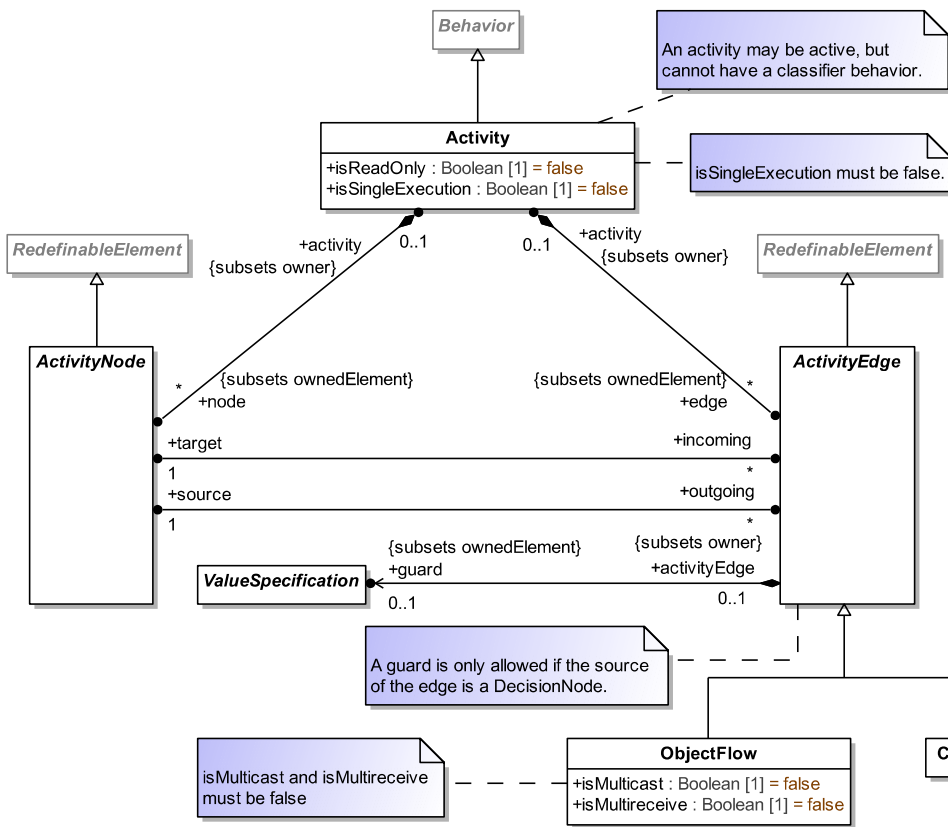 Behavior
An activity may be active, but
cannot have a classifier behavior.
Activity
+isReadOnly : Boolean [1] = false
+isSingleExecution : Boolean [1] = false
isSingleExecution must be false.
+activity
{subsets owner}
0..1
0..1
+activity
{subsets owner}
RedefinableElement
RedefinableElement
ActivityNode
ActivityEdge
{subsets ownedElement}
*
+node
{subsets ownedElement}
*
+edge
+target
1
+incoming
*
+source
1
+outgoing
*
{subsets ownedElement}
+guard
0..1
{subsets owner}
+activityEdge
0..1
ValueSpecification
A guard is only allowed if the source
of the edge is a DecisionNode.
isMulticast and isMultireceive
must be false
ObjectFlow
+isMulticast : Boolean [1] = false
+isMultireceive : Boolean [1] = false
C